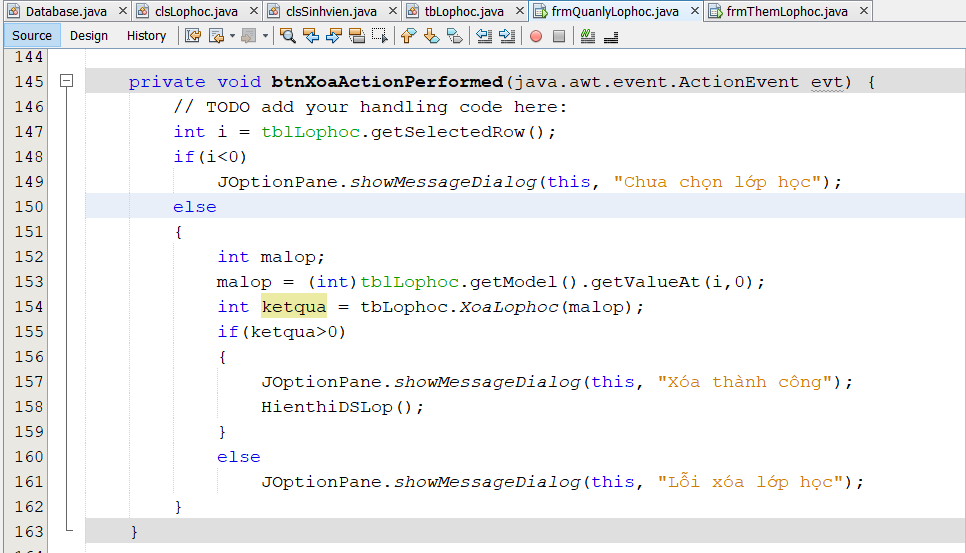 Database.java clsLophoc.java clsSinhvien.java tbLophoc.java frmQuanlyLophoc.java frmThemLophoc.java
Source Design History
144
145 private void btnXoaActionPerformed(java.awt.event.ActionEvent evt) {
146 // TODO add your handling code here:
147 int i = tblLophoc.getSelectedRow();
148 if(i<0)
149 JOptionPane.showMessageDialog(this, "Chưa chọn lớp học");
150 else
151 {
152 int malop;
153 malop = (int)tblLophoc.getModel().getValueAt(i,0);
154 int ketqua = tbLophoc.XoaLophoc(malop);
155 if(ketqua>0)
156 {
157 JOptionPane.showMessageDialog(this, "Xóa thành công");
158 HienthiDSLop();
159 }
160 else
161 JOptionPane.showMessageDialog(this, "Lỗi xóa lớp học");
162 }
163 }